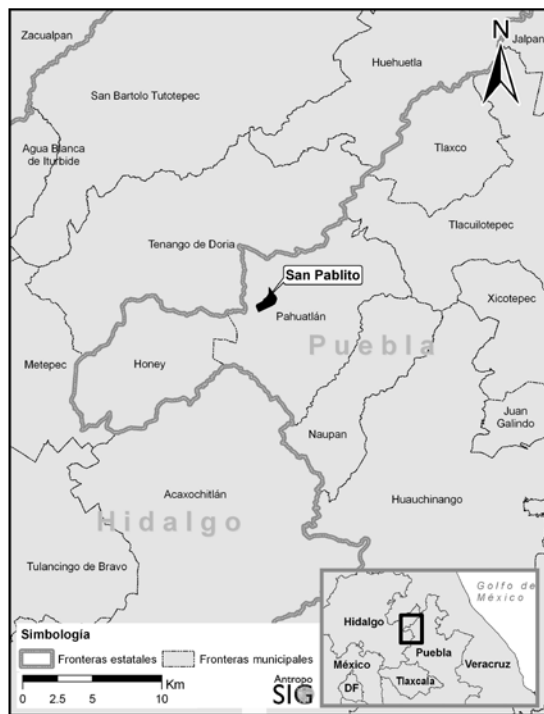 Zacualpan
N
Jalpan
Huehuetla
San Bartolo Tutotepec
Agua Blanca
de Iturbide
Tlaxco
Tlacuilotepec
Tenango de Doria
San Pablito
Xicotepec
Pahuatlán
Puebla
Metepec
Honey
Juan
Galindo
Naupan
Acaxochitlán
Huauchinango
Hidalgo
Tulancingo de Bravo
Golfo de
México
Hidalgo
Puebla
México
Veracruz
Tlaxcala
DF
Simbología
Fronteras estatales
Fronteras municipales
Km
0 2.5 5 10
Antropo
SIG